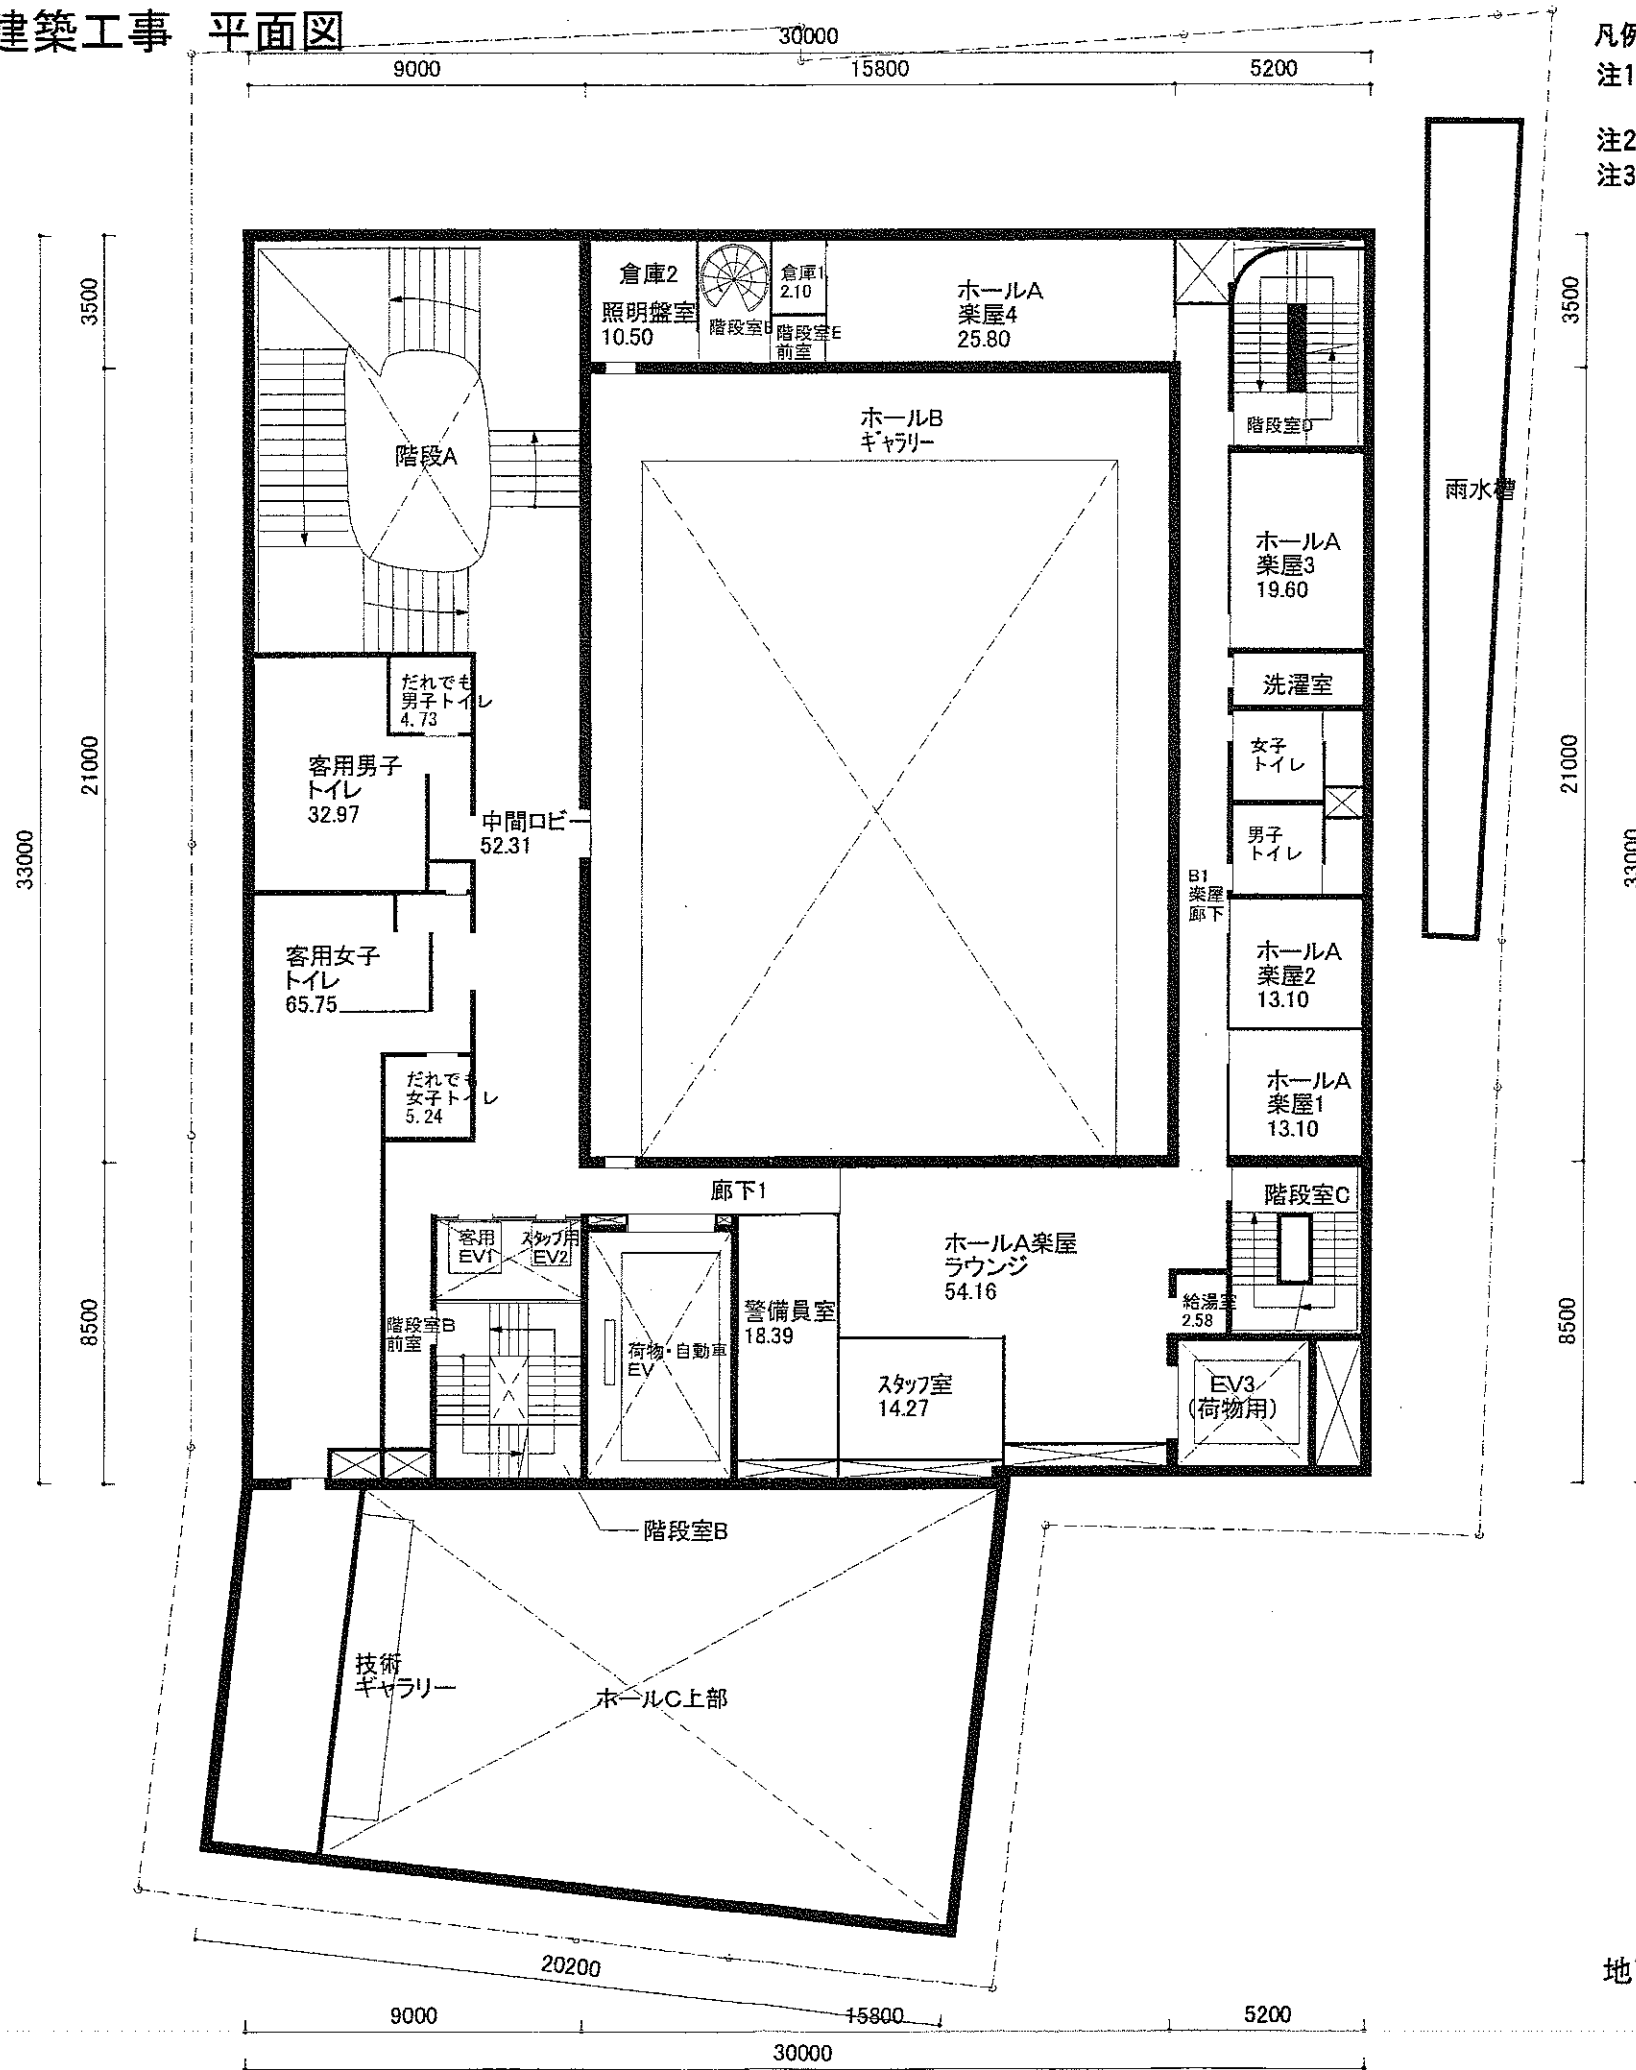 建築工事 平面図
凡例
注1
注2
注3
30000
9000
15800
5200
3500
21000
8500
33000
3500
21000
8500
33000
倉庫2
照明盤室
10.50
階段室E
倉庫1
2.10
階段室E
前室
ホールA
楽屋4
25.80
階段室D
階段A
ホールB
ギャラリー
雨水槽
ホールA
楽屋3
19.60
洗濯室
女子
トイレ
男子
トイレ
B1
楽屋
廊下
ホールA
楽屋2
13.10
ホールA
楽屋1
13.10
だれでも
男子トイレ
4.73
客用男子
トイレ
32.97
中間ロビー
52.31
客用女子
トイレ
65.75
だれでも
女子トイレ
5.24
廊下1
階段室C
客用
EV1
スタッフ用
EV2
階段室B
前室
荷物・自動車
EV
警備員室
18.39
ホールA楽屋
ラウンジ
54.16
スタッフ室
14.27
給湯室
2.58
EV3
(荷物用)
階段室B
技術
ギャラリー
ホールC上部
20200
9000
15800
5200
30000
地